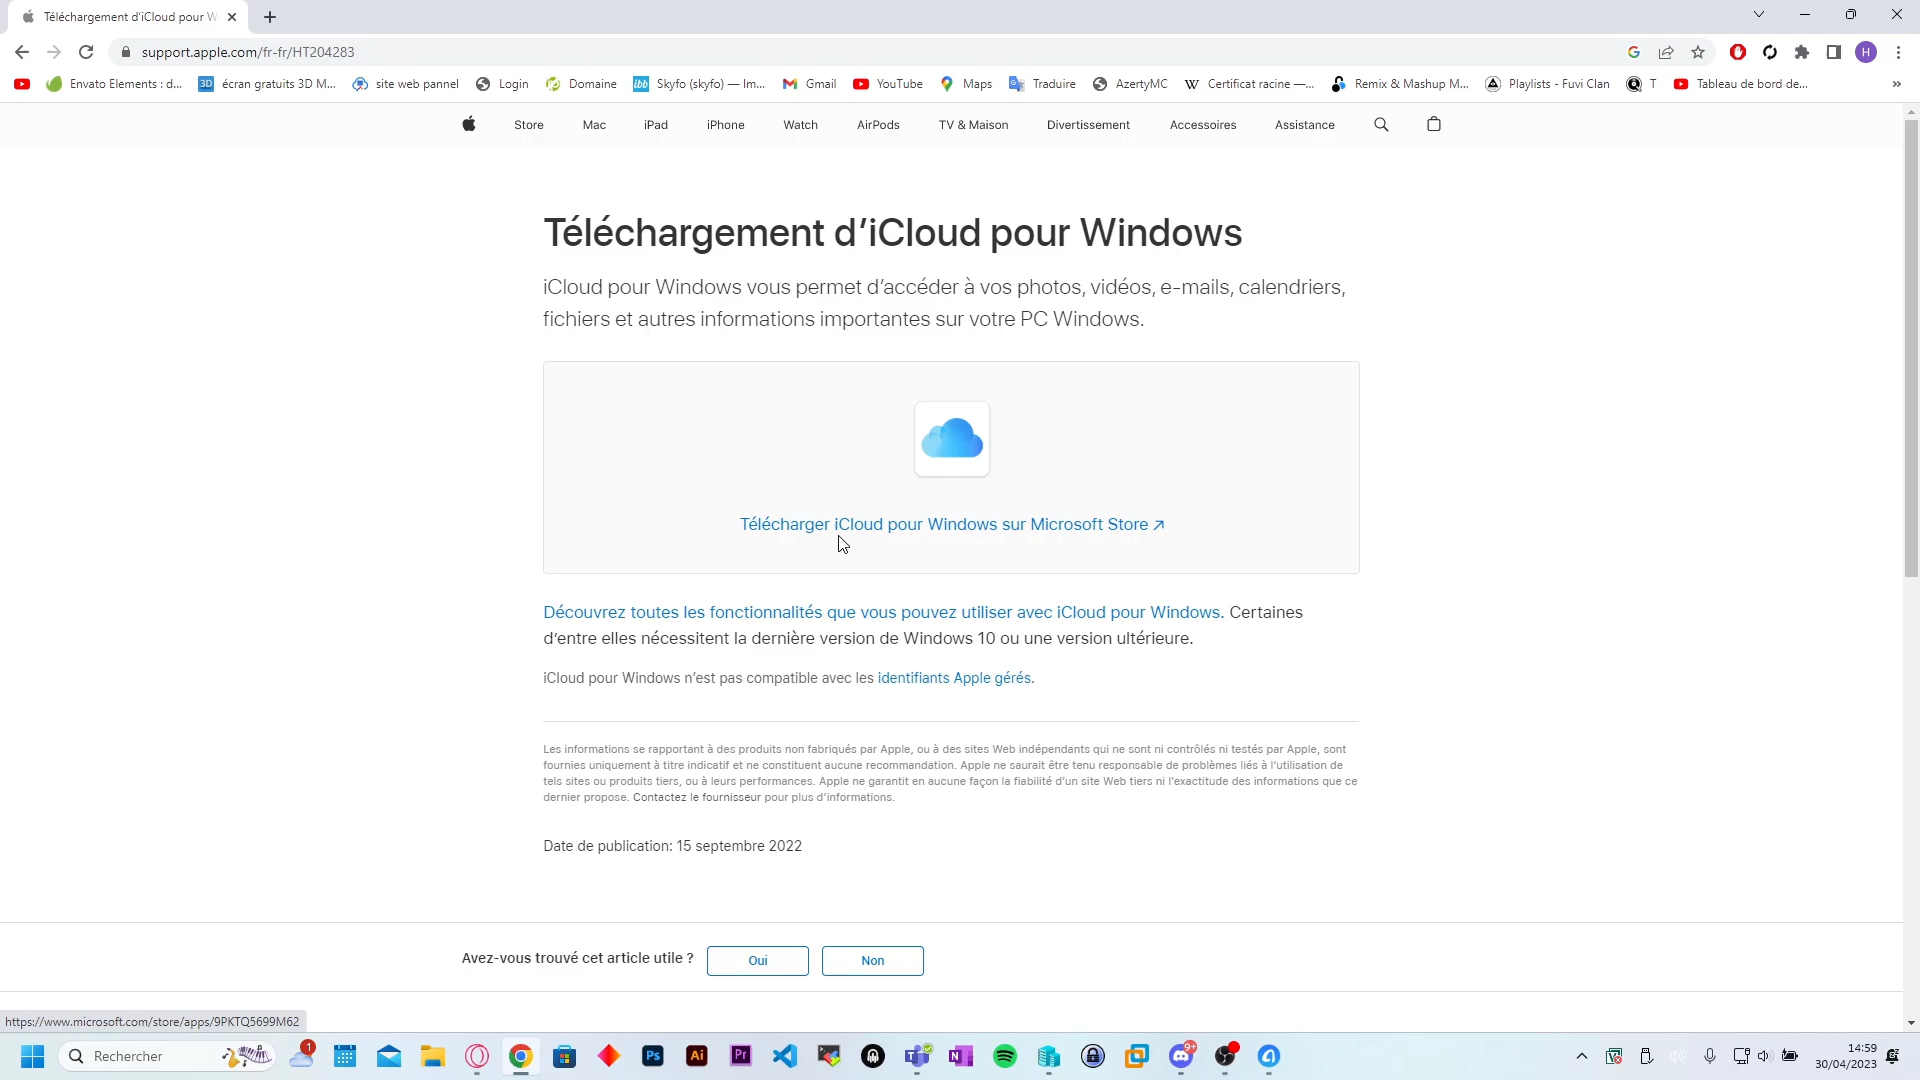 Téléchargement d'iCloud pour W
support.apple.com/fr-fr/HT204283
H
Envato Elements : d...
3D
écran gratuits 3D M...
site web pannel
Login
Domaine
ibb
Skyfo (skyfo) — Im...
Gmail
YouTube
Maps
Traduire
AzertyMC
W
Certificat racine —...
Remix & Mashup M...
Playlists - Fuvi Clan
T
Tableau de bord de...
»
Store
Mac
iPad
iPhone
Watch
AirPods
TV & Maison
Divertissement
Accessoires
Assistance
Téléchargement d'iCloud pour Windows
iCloud pour Windows vous permet d'accéder à vos photos, vidéos, e-mails, calendriers,
fichiers et autres informations importantes sur votre PC Windows.
Télécharger iCloud pour Windows sur Microsoft Store ↗
Découvrez toutes les fonctionnalités que vous pouvez utiliser avec iCloud pour Windows. Certaines
d'entre elles nécessitent la dernière version de Windows 10 ou une version ultérieure.
iCloud pour Windows n'est pas compatible avec les identifiants Apple gérés.
Les informations se rapportant à des produits non fabriqués par Apple, ou à des sites Web indépendants qui ne sont ni contrôlés ni testés par Apple, sont
fournies uniquement à titre indicatif et ne constituent aucune recommandation. Apple ne saurait être tenu responsable de problèmes liés à l'utilisation de
tels sites ou produits tiers, ou à leurs performances. Apple ne garantit en aucune façon la fiabilité d'un site Web tiers ni l'exactitude des informations que ce
dernier propose. Contactez le fournisseur pour plus d'informations.
Date de publication: 15 septembre 2022
Avez-vous trouvé cet article utile ?
Oui
Non
https://www.microsoft.com/store/apps/9PKTQ5699M62
Rechercher
1
Ps
Ai
Pr
N
9+
14:59
30/04/2023